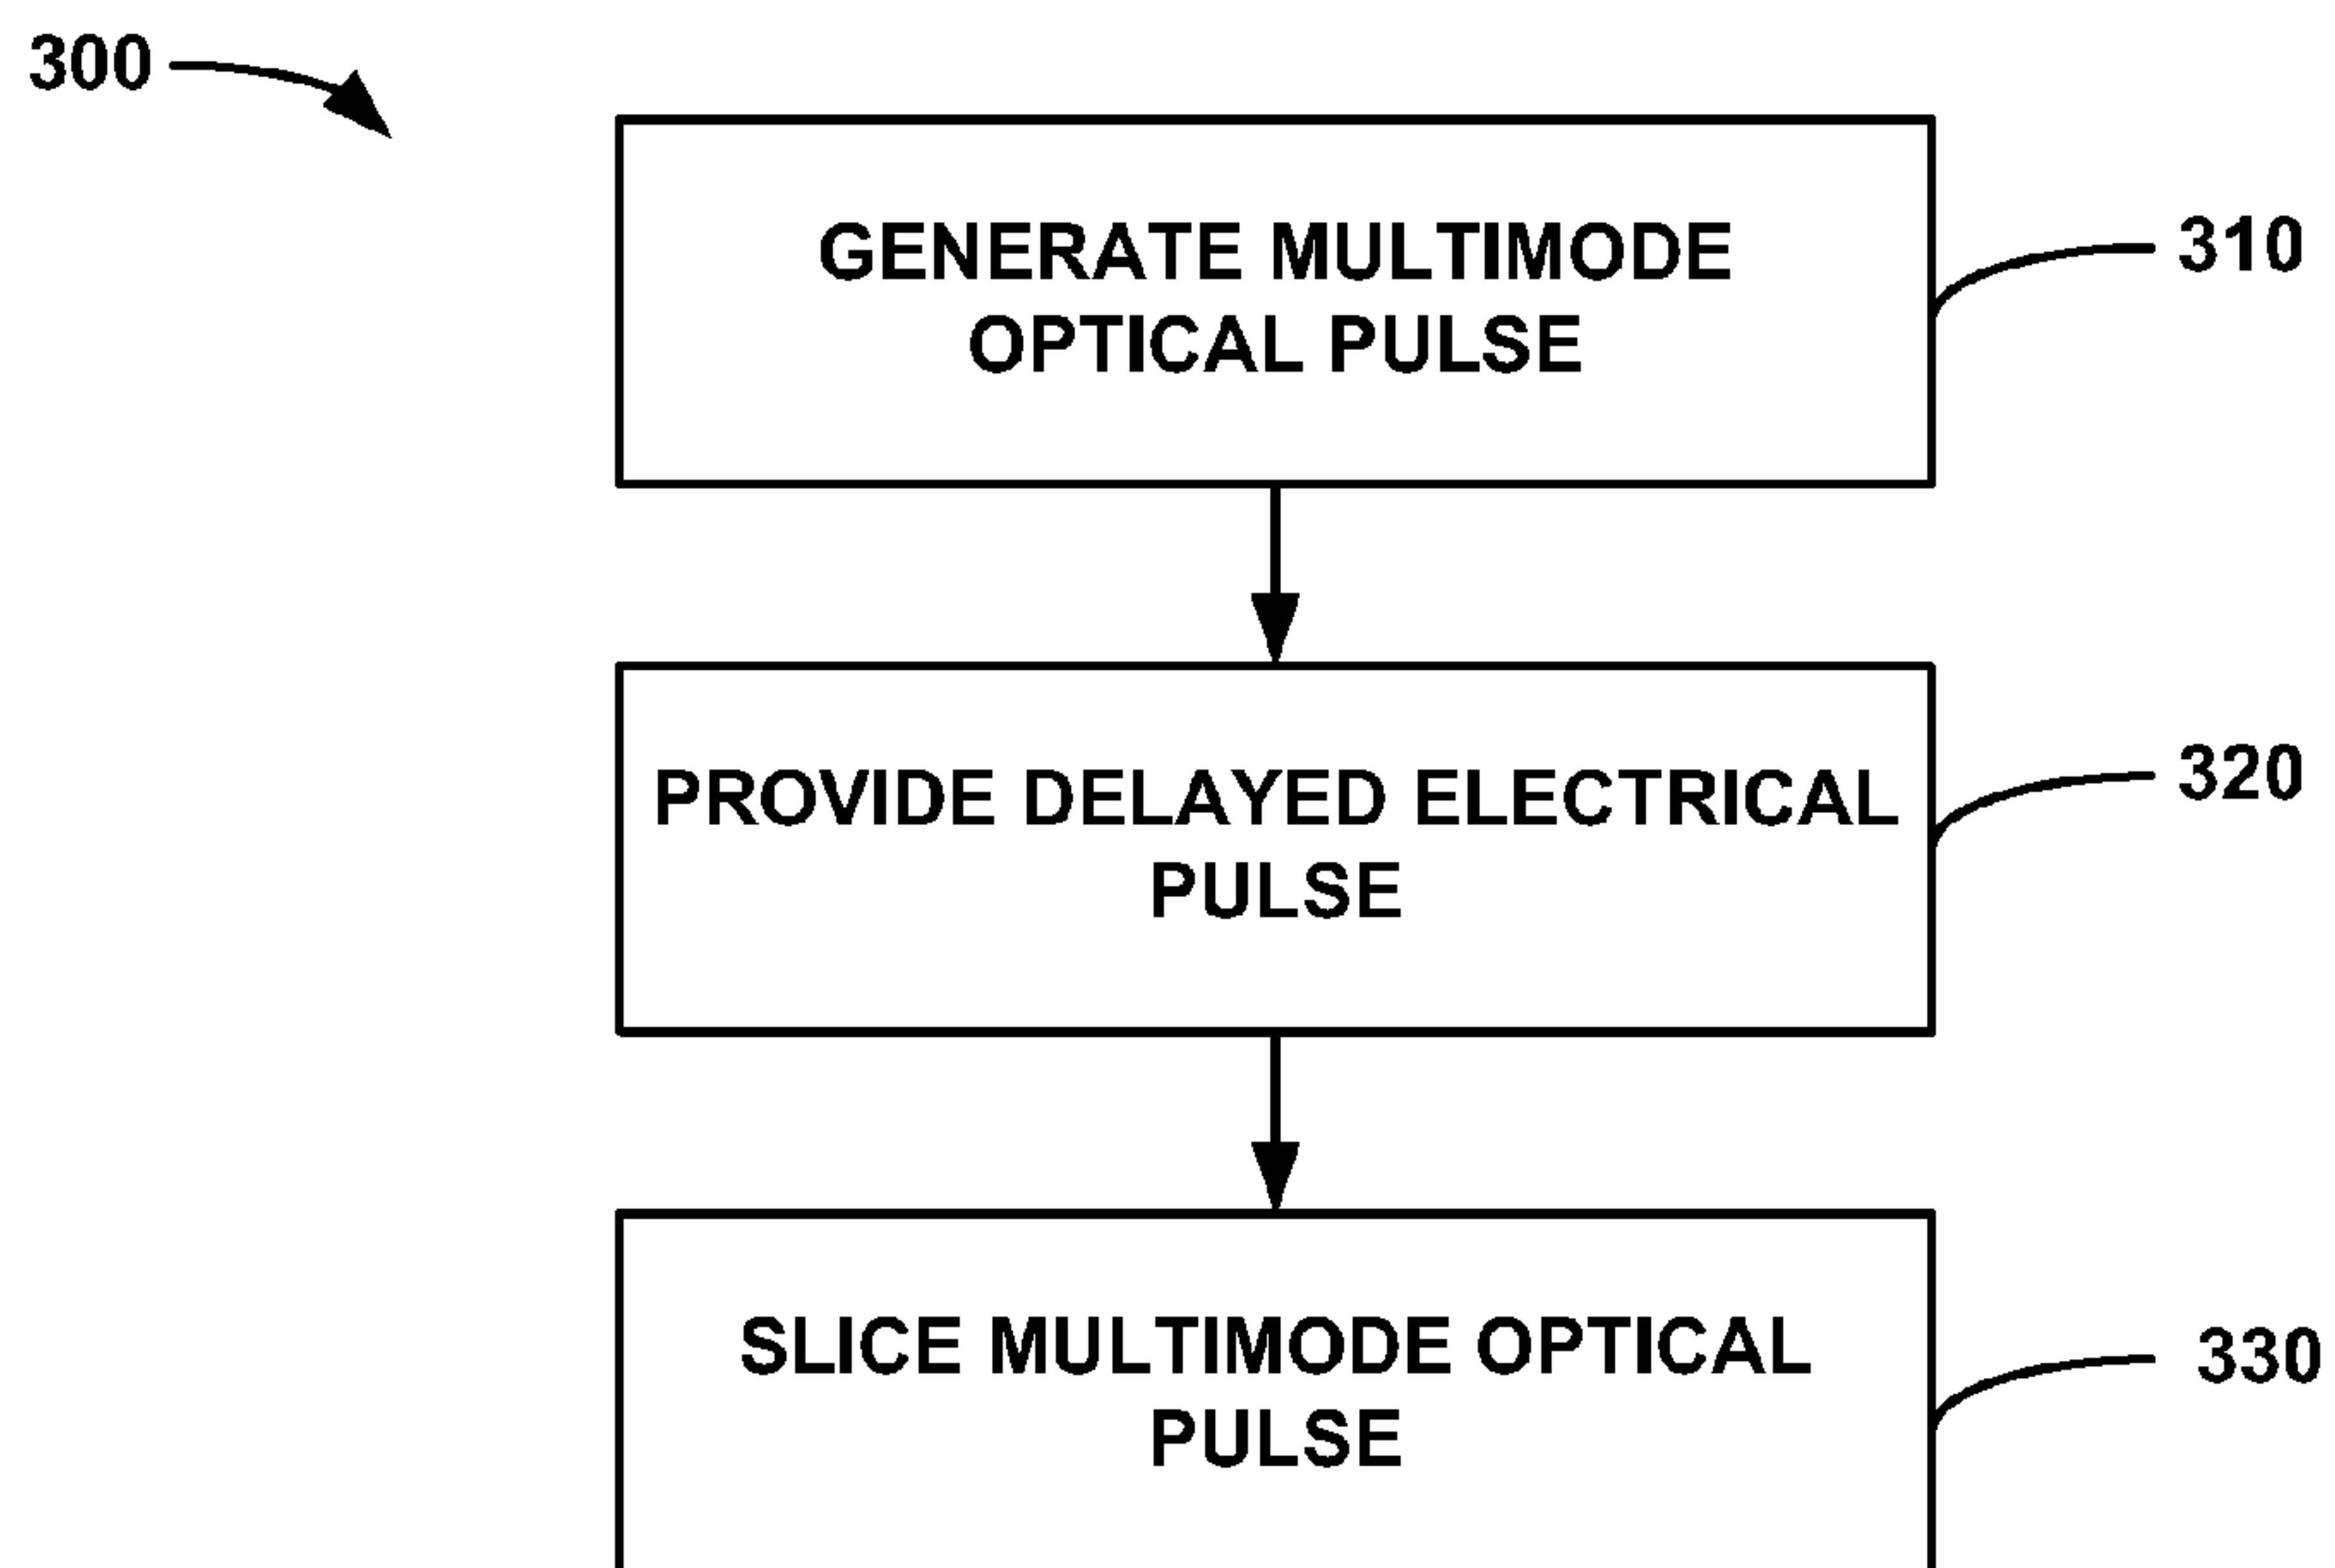 300
GENERATE MULTIMODE
OPTICAL PULSE
310
PROVIDE DELAYED ELECTRICAL
PULSE
320
SLICE MULTIMODE OPTICAL
PULSE
330